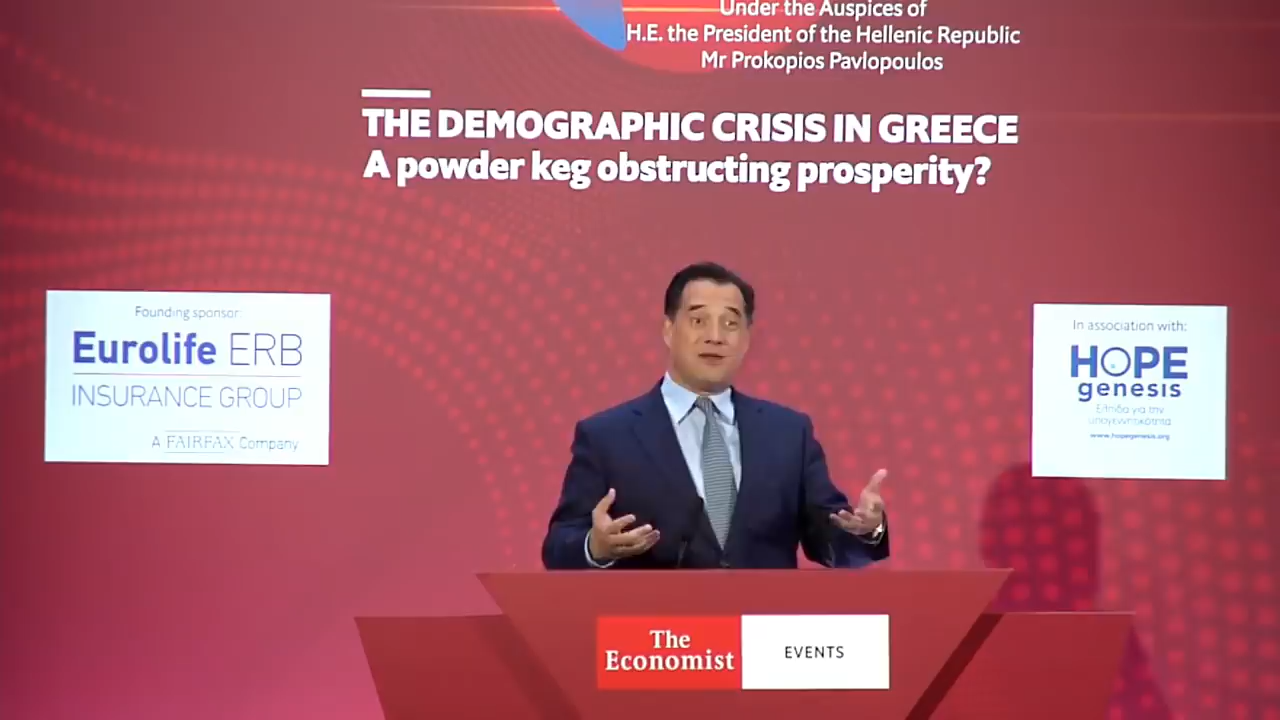 Under the Auspices of
H.E. the President of the Hellenic Republic
Mr Prokopios Pavlopoulos
THE DEMOGRAPHIC CRISIS IN GREECE
A powder keg obstructing prosperity?
Founding sponsor:
Eurolife ERB
INSURANCE GROUP
A FAIRFAX Company
In association with:
HOPE
genesis
Ελπίδα για την
υπογεννητικότητα
www.hopegenesis.org
The
Economist
EVENTS